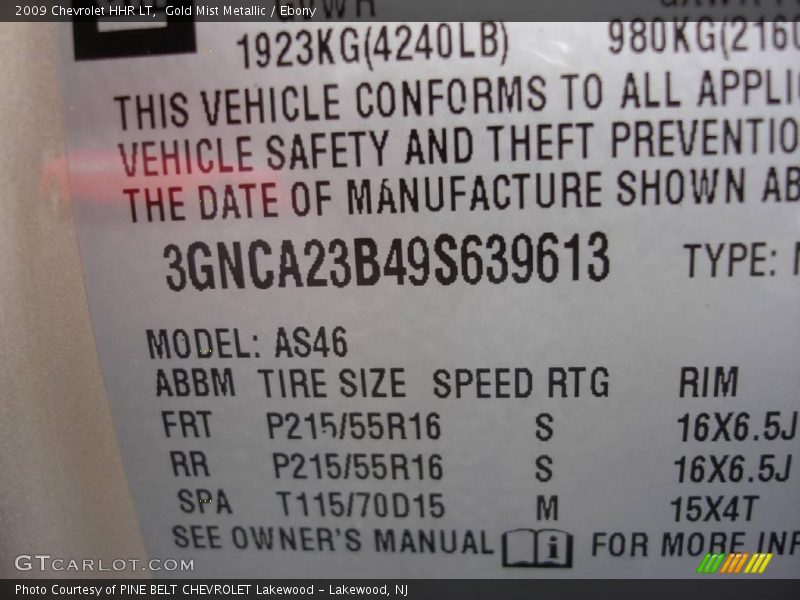 2009 Chevrolet HHR LT,  Gold Mist Metallic / Ebony
1923KG(4240LB) 980KG(2160
THIS VEHICLE CONFORMS TO ALL APPLI
VEHICLE SAFETY AND THEFT PREVENTIO
THE DATE OF MANUFACTURE SHOWN AB
3GNCA23B49S639613 TYPE:
MODEL: AS46
ABBM TIRE SIZE SPEED RTG RIM
FRT P215/55R16 S 16X6.5J
RR P215/55R16 S 16X6.5J
SPA T115/70D15 M 15X4T
SEE OWNER'S MANUAL i FOR MORE INF
GTCARLOT.COM
Photo Courtesy of PINE BELT CHEVROLET Lakewood - Lakewood, NJ